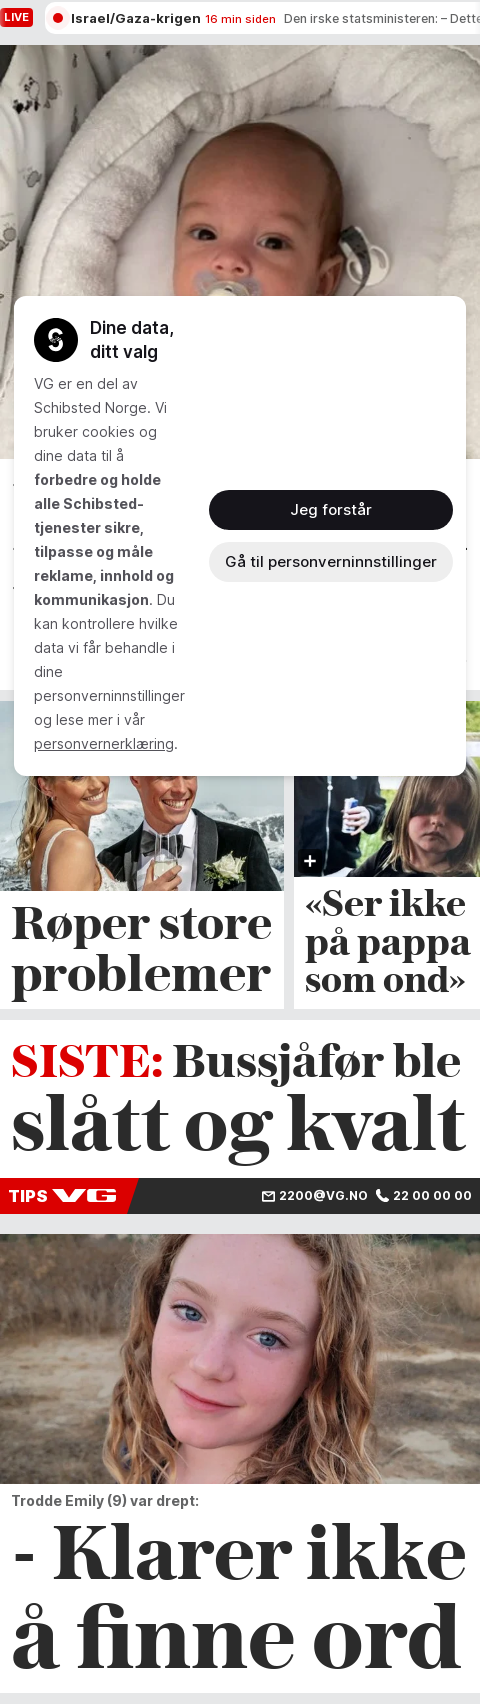 LIVE
Israel/Gaza-krigen 16 min siden Den irske statsministeren: – Dette
Dine data,
ditt valg
VG er en del av
Schibsted Norge. Vi
bruker cookies og
dine data til å
forbedre og holde
alle Schibsted-
tjenester sikre,
tilpasse og måle
reklame, innhold og
kommunikasjon. Du
kan kontrollere hvilke
data vi får behandle i
dine
personverninnstillinger
og lese mer i vår
personvernerklæring.
Jeg forstår
Gå til personverninnstillinger
Røper store
problemer
«Ser ikke
på pappa
som ond»
SISTE: Bussjåfør ble
slått og kvalt
TIPS VG 2200@VG.NO 22 00 00 00
Trodde Emily (9) var drept:
- Klarer ikke
å finne ord